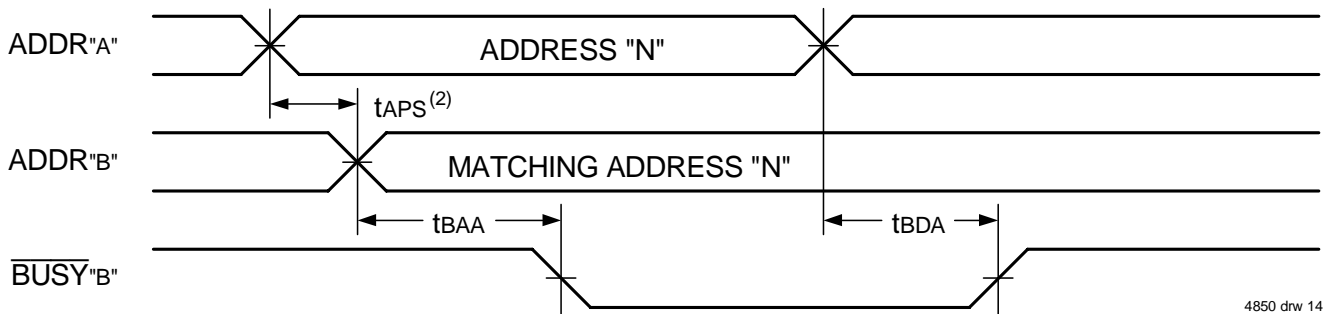 ADDR"A"
ADDRESS "N"
tAPS(2)
ADDR"B"
MATCHING ADDRESS "N"
tBAA
tBDA
BUSY"B"
4850 drw 14